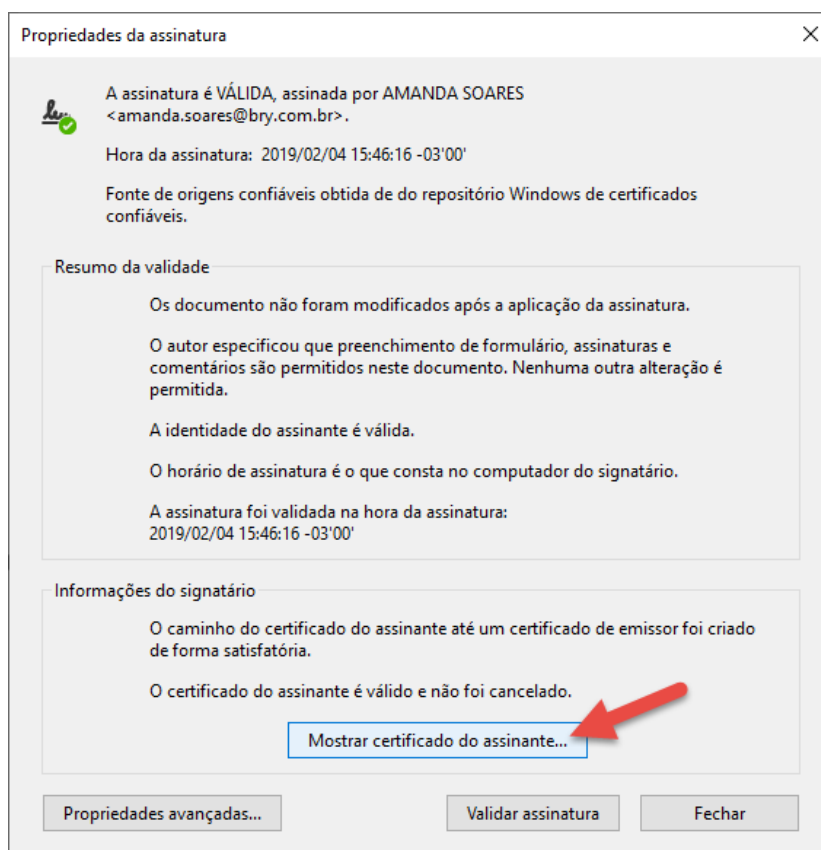 Propriedades da assinatura
A assinatura é VÁLIDA, assinada por AMANDA SOARES
<amanda.soares@bry.com.br>.
Hora da assinatura: 2019/02/04 15:46:16 -03'00'
Fonte de origens confiáveis obtida de do repositório Windows de certificados
confiáveis.
Resumo da validade
Os documento não foram modificados após a aplicação da assinatura.
O autor especificou que preenchimento de formulário, assinaturas e
comentários são permitidos neste documento. Nenhuma outra alteração é
permitida.
A identidade do assinante é válida.
O horário de assinatura é o que consta no computador do signatário.
A assinatura foi validada na hora da assinatura:
2019/02/04 15:46:16 -03'00'
Informações do signatário
O caminho do certificado do assinante até um certificado de emissor foi criado
de forma satisfatória.
O certificado do assinante é válido e não foi cancelado.
Mostrar certificado do assinante...
Propriedades avançadas...
Validar assinatura
Fechar